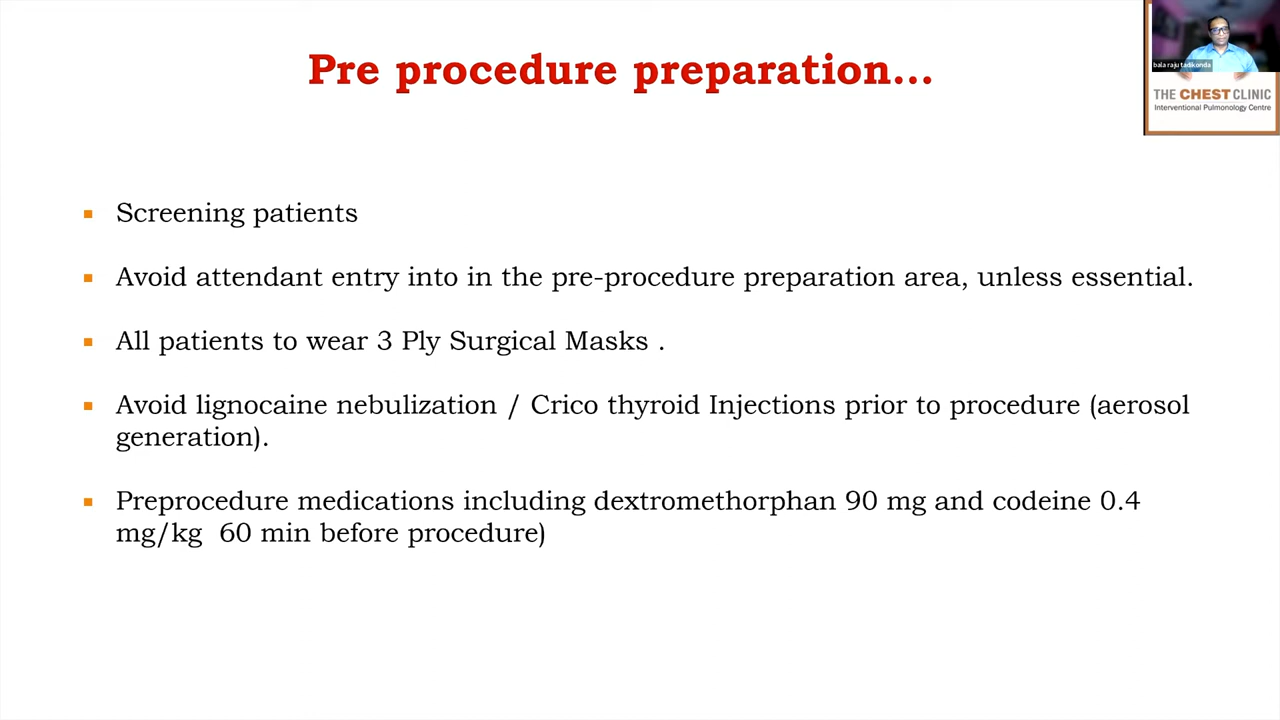 Pre procedure preparation...
bala raju tadikonda
THE CHEST CLINIC
Interventional Pulmonology Centre
Screening patients
Avoid attendant entry into in the pre-procedure preparation area, unless essential.
All patients to wear 3 Ply Surgical Masks .
Avoid lignocaine nebulization / Crico thyroid Injections prior to procedure (aerosol
generation).
Preprocedure medications including dextromethorphan 90 mg and codeine 0.4
mg/kg  60 min before procedure)